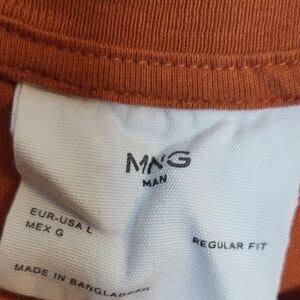 MNG
MAN
EUR-USA L
MEX G
REGULAR FIT
MADE IN BANGLADESH